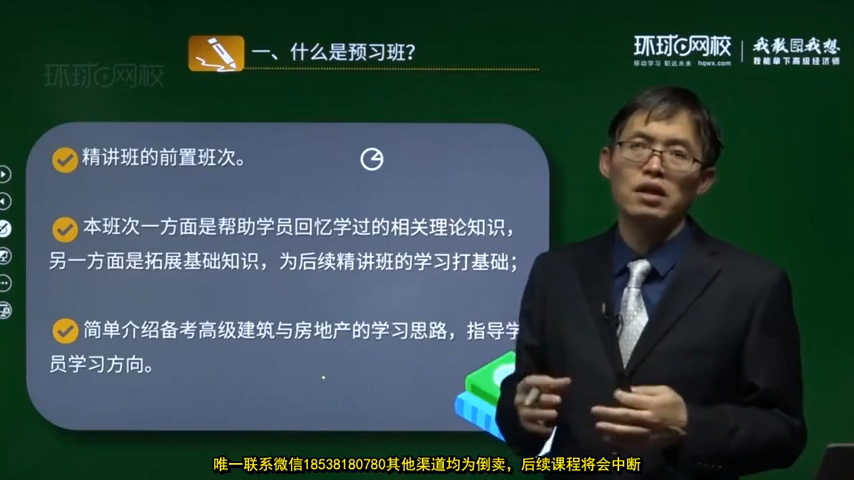 一、什么是预习班?
环球网校
移动学习 职达未来 hqwx.com
我敢因我想
我能拿下高级经济师
环球网校
精讲班的前置班次。
本班次一方面是帮助学员回忆学过的相关理论知识，
另一方面是拓展基础知识，为后续精讲班的学习打基础；
简单介绍备考高级建筑与房地产的学习思路，指导学
员学习方向。
唯一联系微信18538180780其他渠道均为倒卖，后续课程将会中断